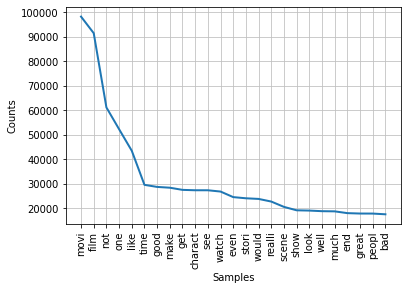 100000
90000
80000
70000
60000
50000
40000
30000
20000
Counts
movi
film
not
one
like
time
good
make
get
charact
see
watch
even
stori
would
realli
scene
show
look
well
much
end
great
peopl
bad
Samples